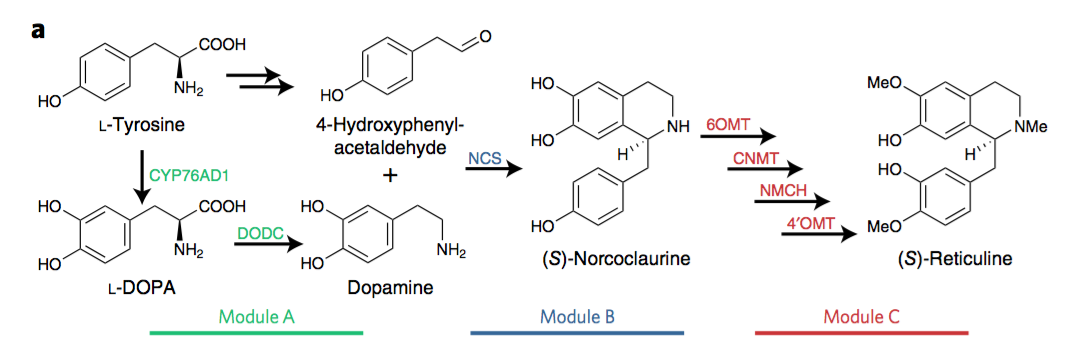 a
COOH
NH2
HO
L-Tyrosine
O
HO
4-Hydroxyphenyl-
acetaldehyde
+
CYP76AD1
HO
HO
COOH
NH2
L-DOPA
DODC
HO
HO
NH2
Dopamine
NCS
HO
HO
NH
H
HO
(S)-Norcoclaurine
6OMT
CNMT
NMCH
4′OMT
MeO
HO
NMe
H
HO
MeO
(S)-Reticuline
Module A
Module B
Module C